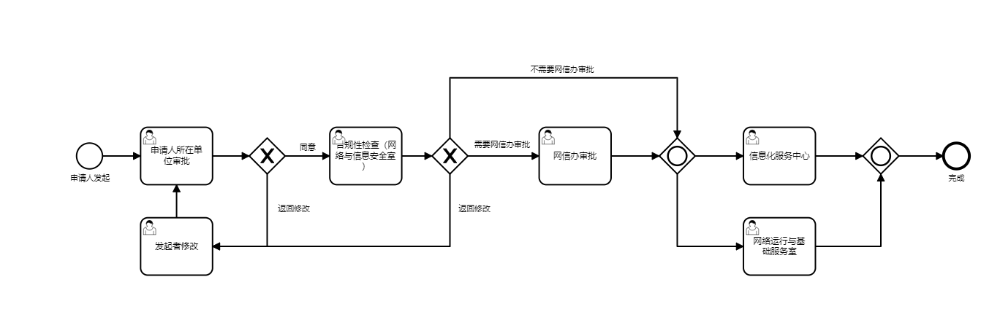 不需要网信办审批
申请人发起
申请人所在单
位审批
同意
合规性检查（网
络与信息安全室
）
需要网信办审批
网信办审批
信息化服务中心
完成
返回修改
返回修改
发起者修改
网络运行与基
础服务室